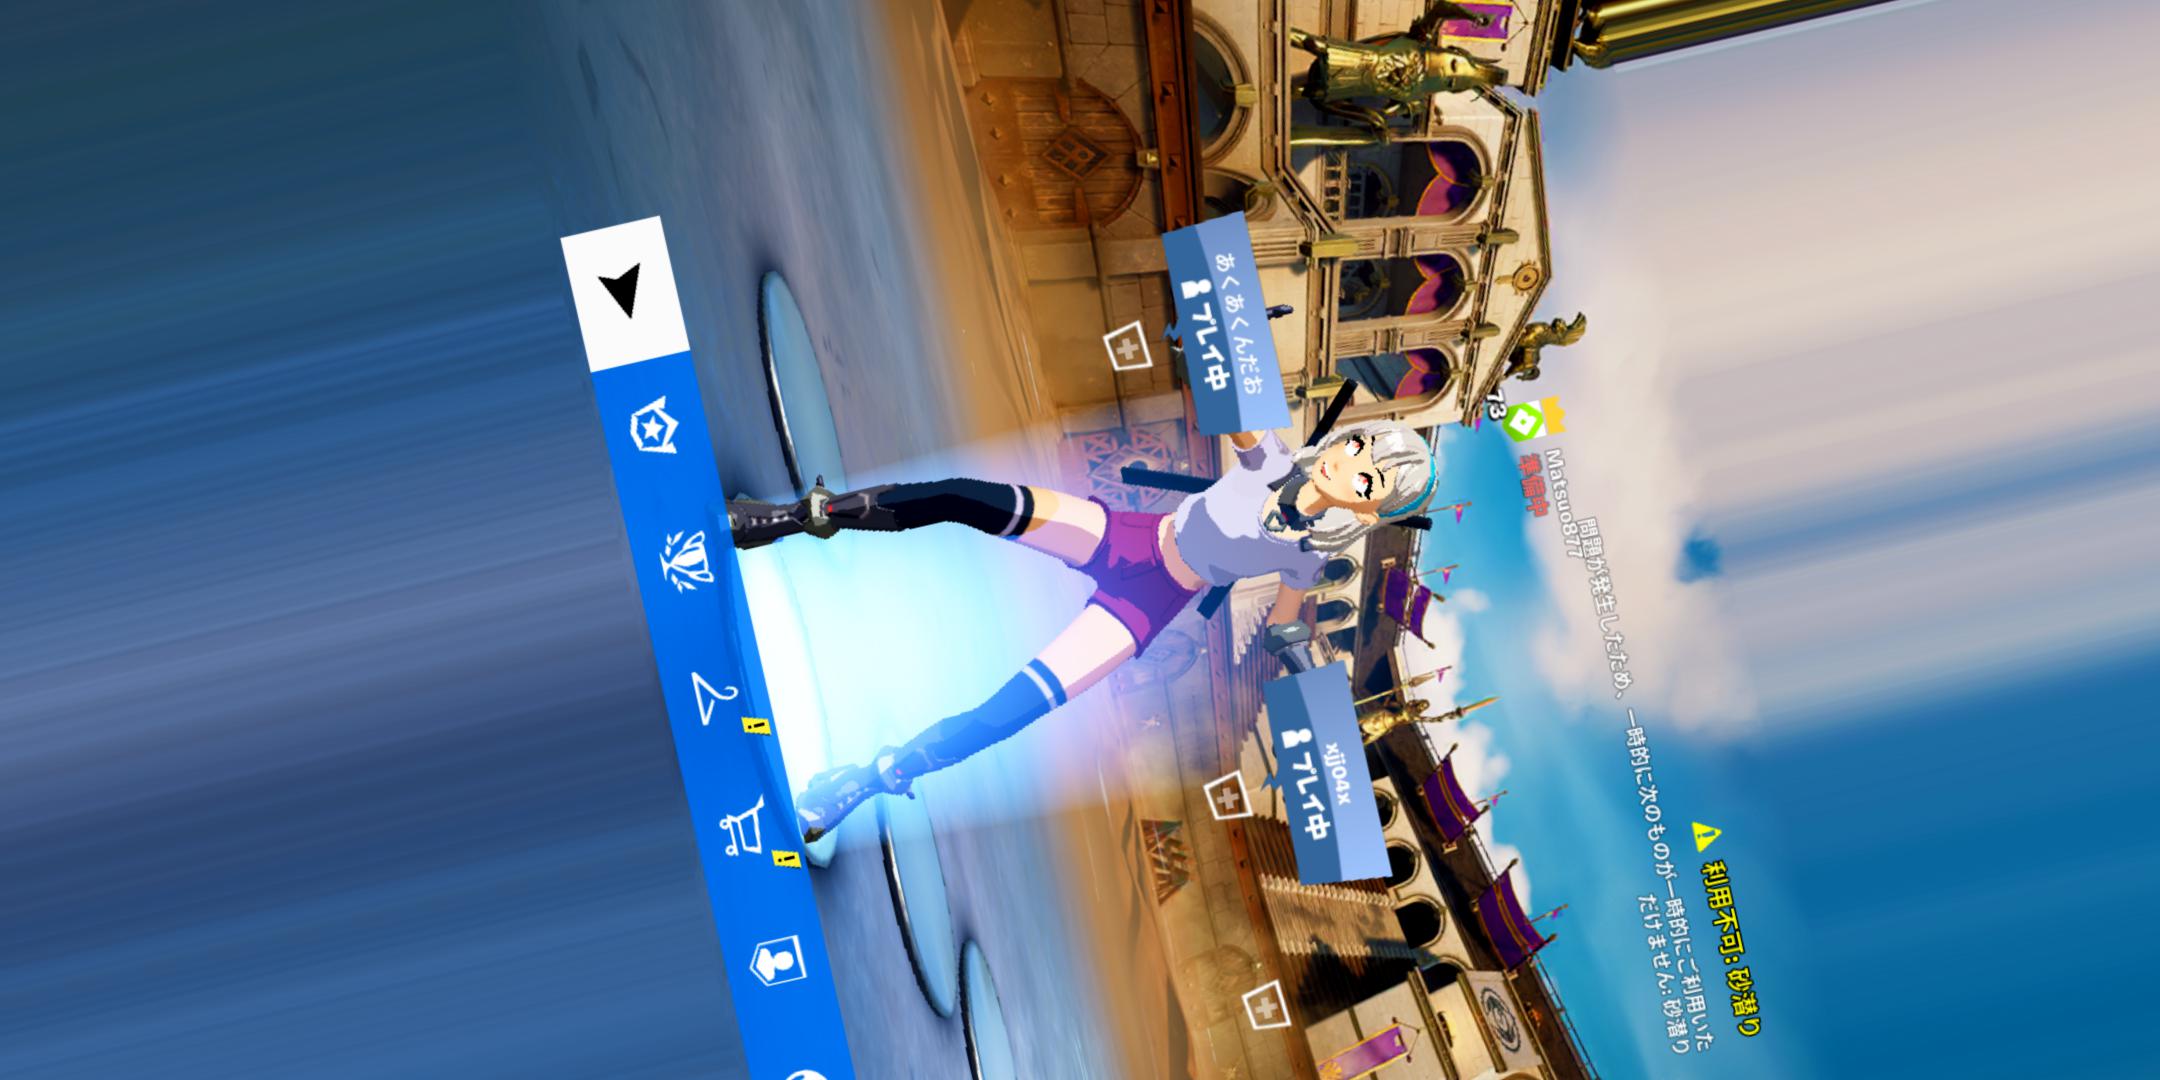 利用不可: 砂潜り
問題が発生したため、一時的に次のものが一時的にご利用いた
だけません: 砂潜り
Matsuo877
73
準備中
あくあくんだお
プレイ中
xjj04x
プレイ中